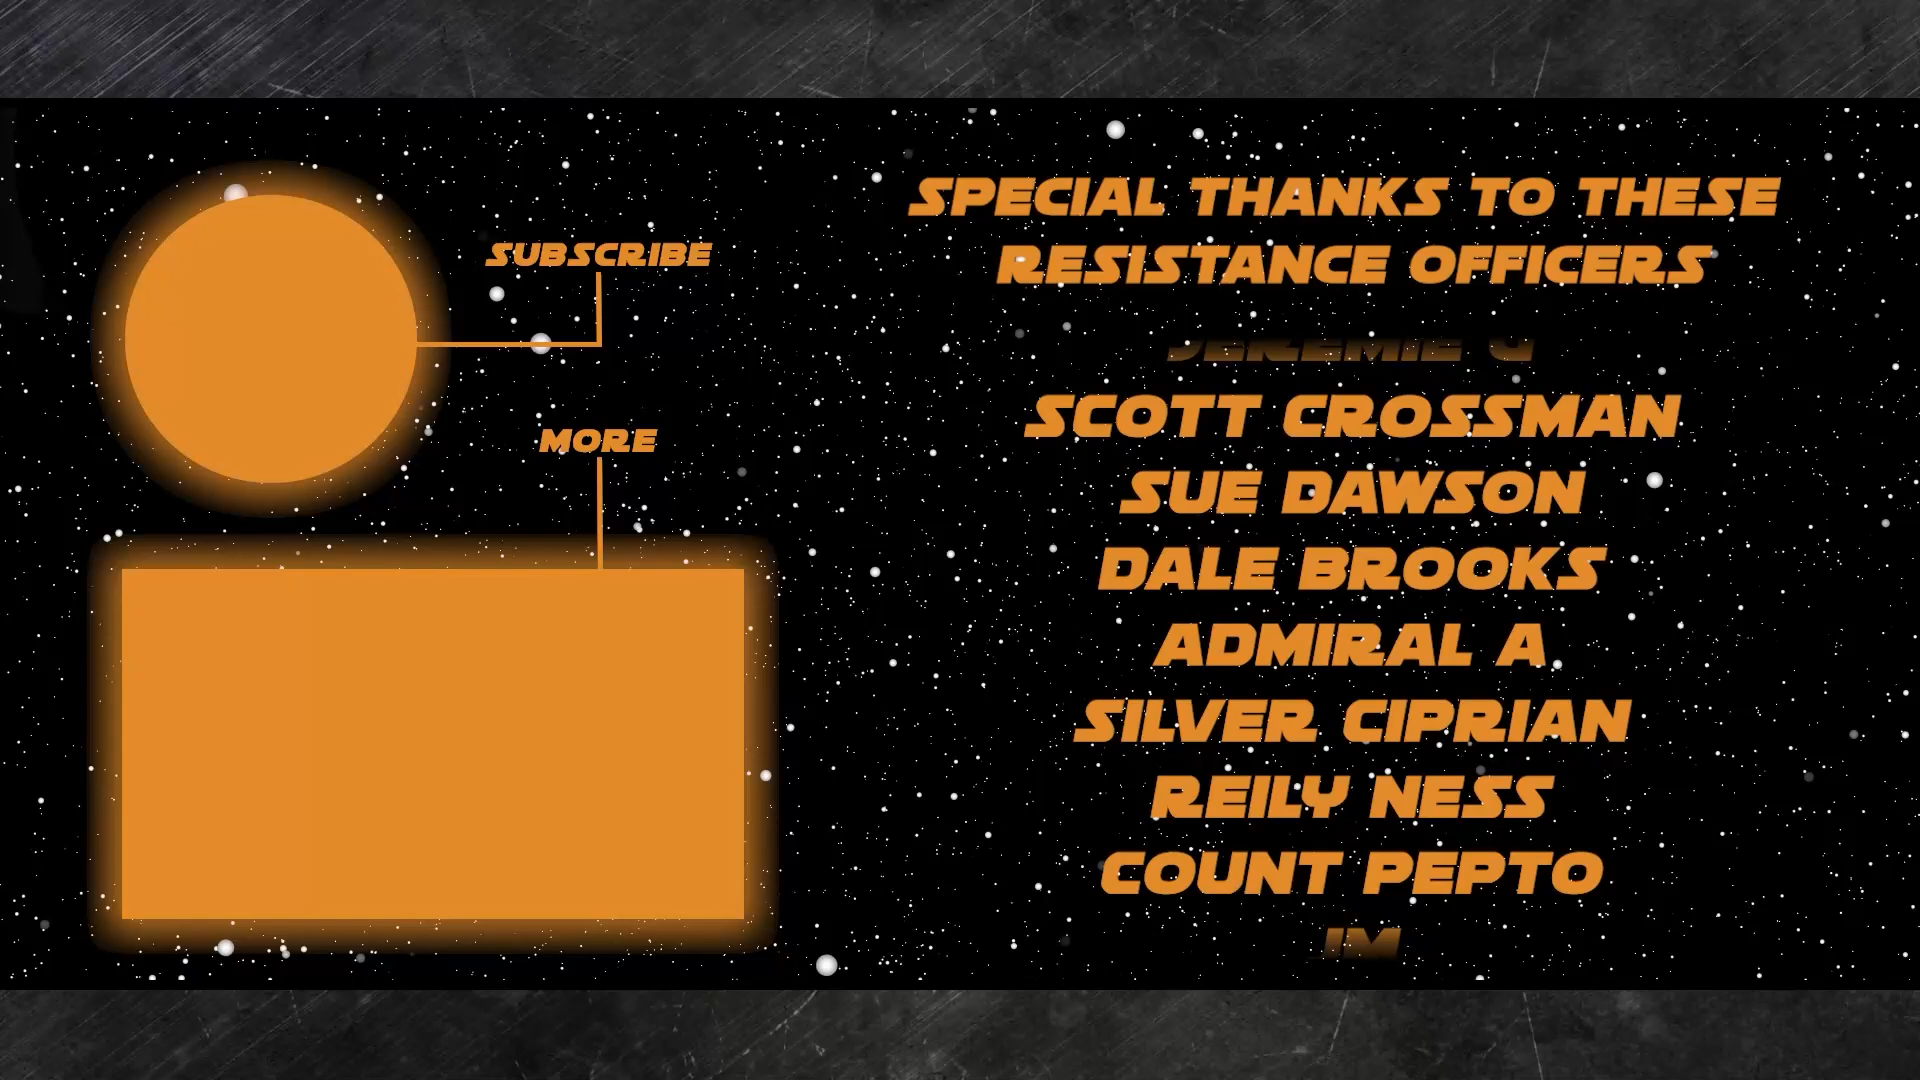 SPECIAL THANKS TO THESE
RESISTANCE OFFICERS
SUBSCRIBE
MORE
JEREMIE G
SCOTT CROSSMAN
SUE DAWSON
DALE BROOKS
ADMIRAL A
SILVER CIPRIAN
REILY NESS
COUNT PEPTO